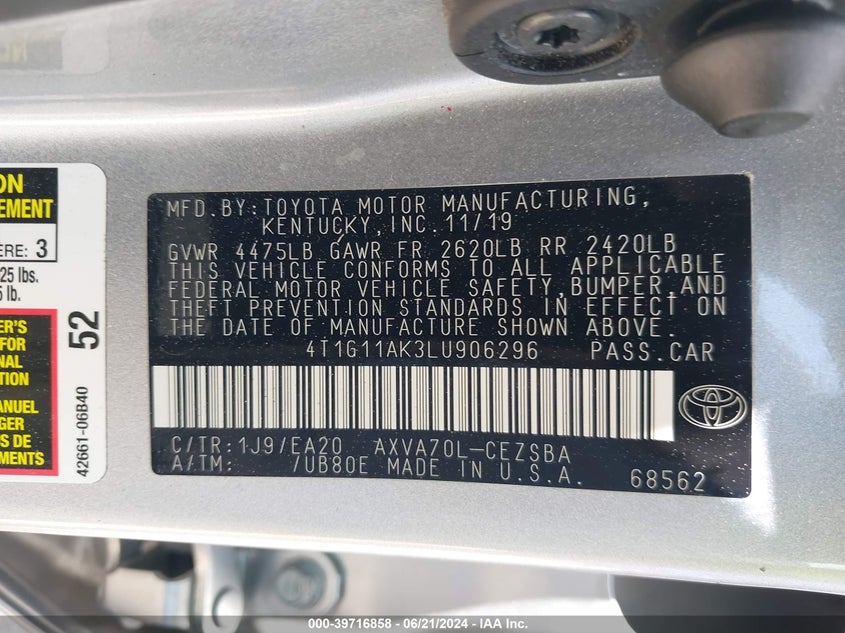 ON
EMENT
ERE: 3
25 lbs.
5 lb.
ER'S
FOR
NAL
TION
ANUEL
GER
S DE
EMENTS
52
42661-06B40
MFD.BY:TOYOTA MOTOR MANUFACTURING,
KENTUCKY,INC.11/19
GVWR 4475LB GAWR FR 2620LB RR 2420LB
THIS VEHICLE CONFORMS TO ALL APPLICABLE
FEDERAL MOTOR VEHICLE SAFETY,BUMPER,AND
THEFT PREVENTION STANDARDS IN EFFECT ON
THE DATE OF MANUFACTURE SHOWN ABOVE.
4T1G11AK3LU906296 PASS.CAR
C/TR:1J9/EA20 AXVA70L-CEZSBA
A/TM: /UB80E MADE IN U.S.A.
68562
000-39716858 - 06/21/2024 - IAA Inc.